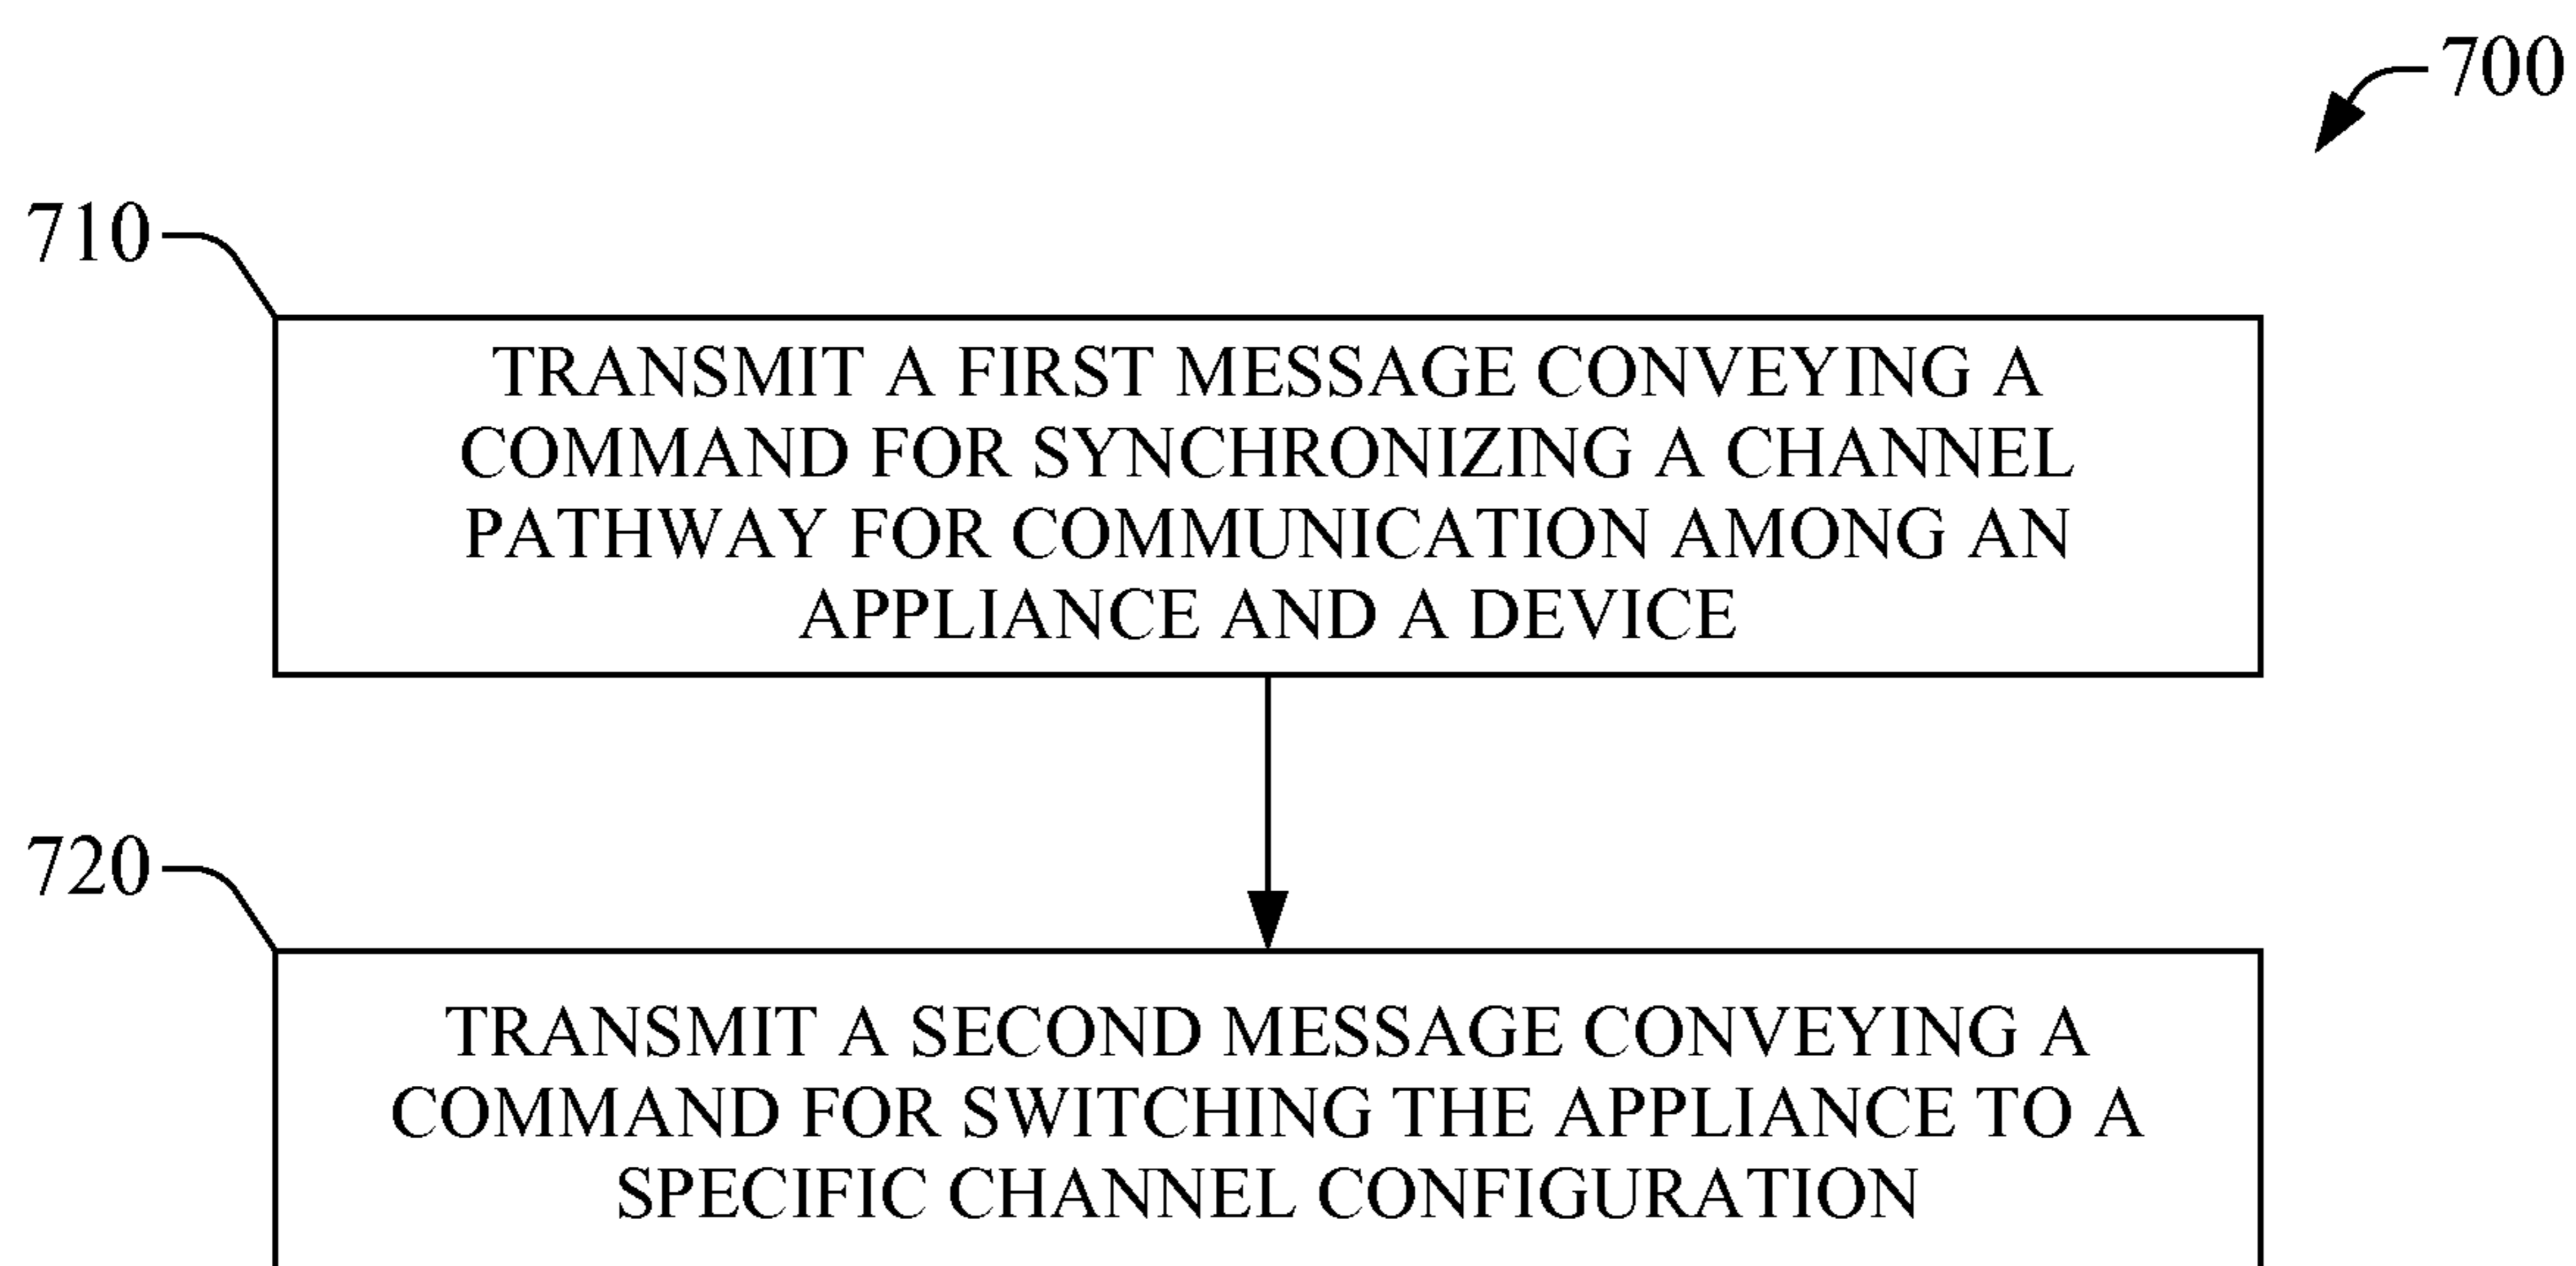 700
710
TRANSMIT A FIRST MESSAGE CONVEYING A
COMMAND FOR SYNCHRONIZING A CHANNEL
PATHWAY FOR COMMUNICATION AMONG AN
APPLIANCE AND A DEVICE
720
TRANSMIT A SECOND MESSAGE CONVEYING A
COMMAND FOR SWITCHING THE APPLIANCE TO A
SPECIFIC CHANNEL CONFIGURATION